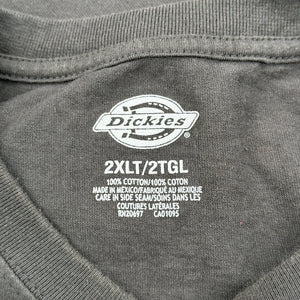 Dickies
2XLT/2TGL
100% COTTON/100% COTON
MADE IN MEXICO/FABRIQUÉ AU MEXIQUE
CARE IN SIDE SEAM/SOINS DANS LES
COUTURES LATÉRALES
RN20697 CA01095